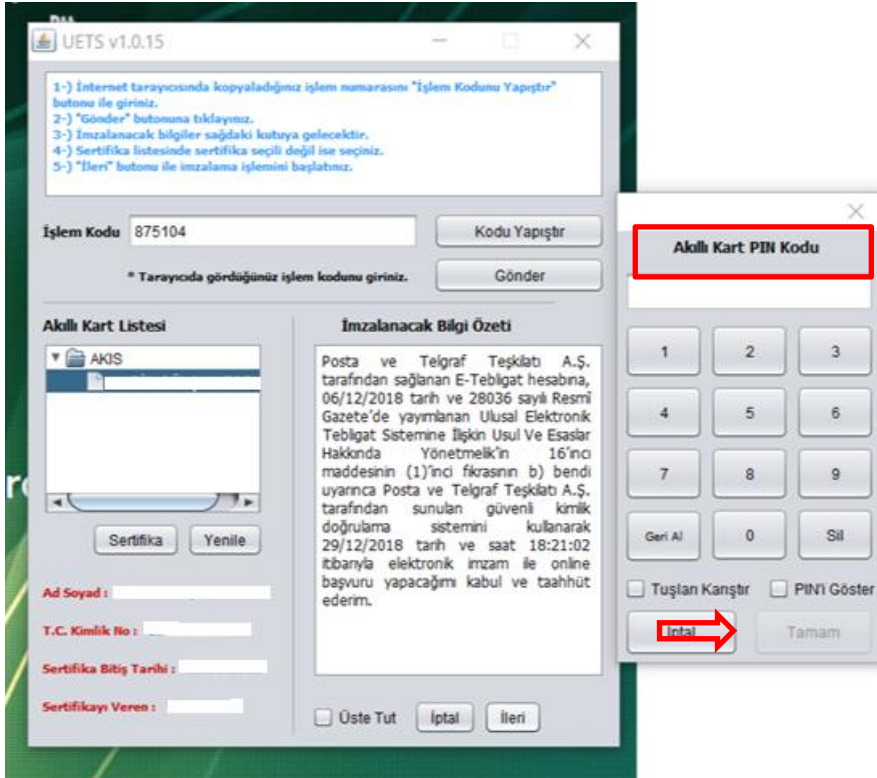 UETS v1.0.15
1-) İnternet tarayıcısında kopyaladığınız işlem numarasını "İşlem Kodunu Yapıştır"
butonu ile giriniz.
2-) "Gönder" butonuna tıklayınız.
3-) İmzalanacak bilgiler sağdaki kutuya gelecektir.
4-) Sertifika listesinde sertifika seçili değil ise seçiniz.
5-) "İleri" butonu ile imzalama işlemini başlatınız.
İşlem Kodu 875104 Kodu Yapıştır
* Tarayıcıda gördüğünüz işlem kodunu giriniz. Gönder
Akıllı Kart Listesi
AKIS
Sertifika Yenile
Ad Soyad :
T.C. Kimlik No :
Sertifika Bitiş Tarihi :
Sertifikayı Veren :
İmzalanacak Bilgi Özeti
Posta ve Telgraf Teşkilatı A.Ş.
tarafından sağlanan E-Tebligat hesabına,
06/12/2018 tarih ve 28036 sayılı Resmî
Gazete'de yayımlanan Ulusal Elektronik
Tebligat Sistemine İlişkin Usul Ve Esaslar
Hakkında Yönetmelik'in 16'ıncı
maddesinin (1)'inci fıkrasının b) bendi
uyarınca Posta ve Telgraf Teşkilatı A.Ş.
tarafından sunulan güvenli kimlik
doğrulama sistemini kullanarak
29/12/2018 tarih ve saat 18:21:02
itibarıyla elektronik imzam ile online
başvuru yapacağımı kabul ve taahhüt
ederim.
Üste Tut İptal İleri
Akıllı Kart PIN Kodu
1 2 3
4 5 6
7 8 9
Geri Al 0 Sil
Tuşları Karıştır PIN'i Göster
İptal Tamam